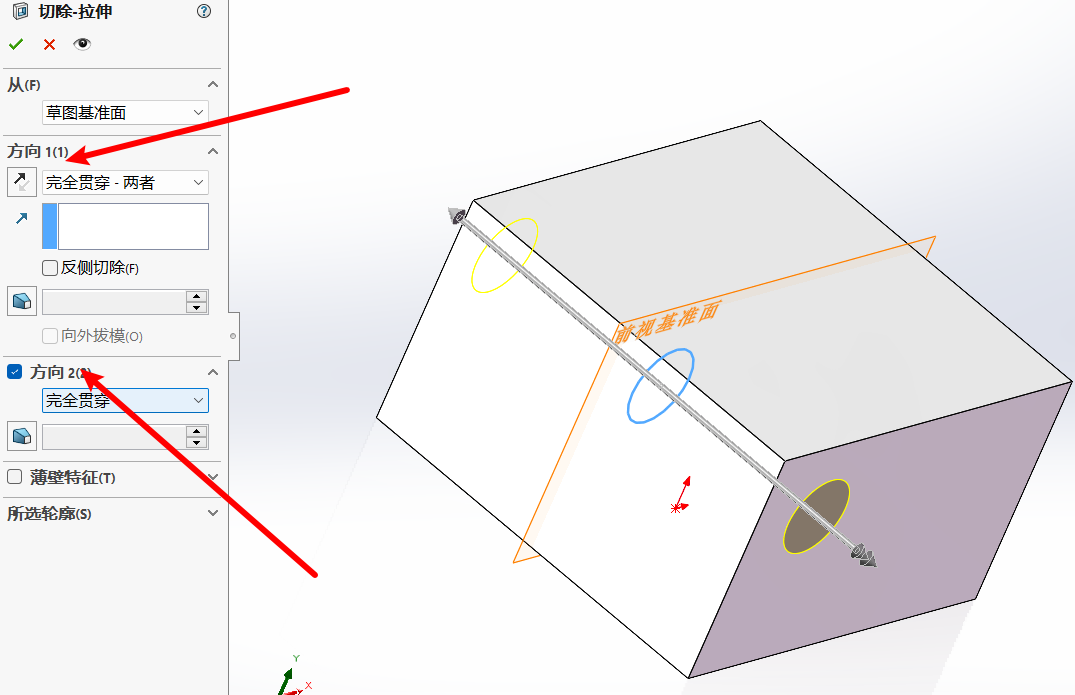 切除-拉伸
从(F)
草图基准面
方向 1(1)
完全贯穿 - 两者
反侧切除(F)
向外拔模(O)
方向 2(2)
完全贯穿
薄壁特征(T)
所选轮廓(S)
前视基准面
Y
X